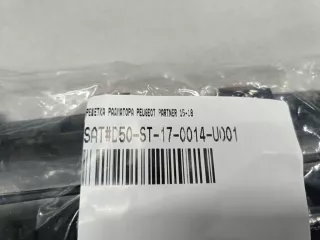 РЕШЕТКА РАДИАТОРА PEUGEOT PARTNER 15-18
SAT#D50-ST-17-0014-U001